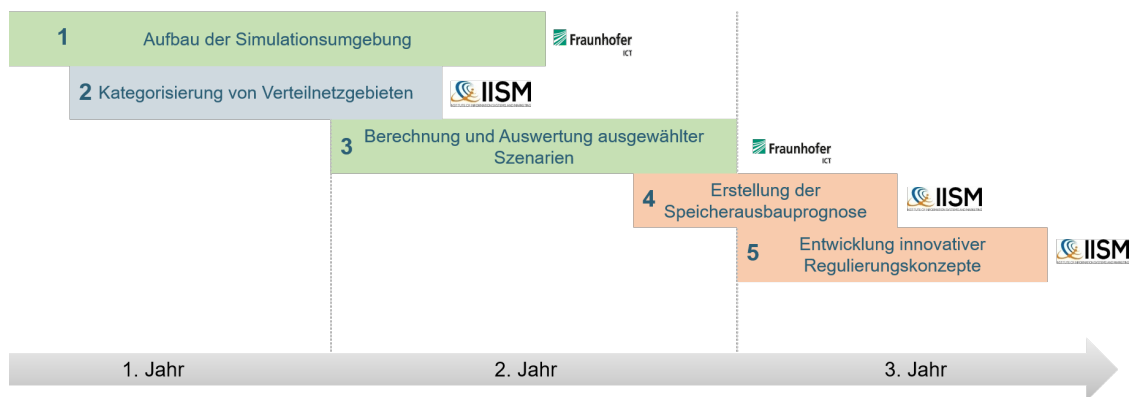 1 Aufbau der Simulationsumgebung
Fraunhofer
ICT
2 Kategorisierung von Verteilnetzgebieten
IISM
3 Berechnung und Auswertung ausgewählter
Szenarien
Fraunhofer
ICT
4 Erstellung der
Speicherausbauprognose
IISM
5 Entwicklung innovativer
Regulierungskonzepte
IISM
1. Jahr
2. Jahr
3. Jahr